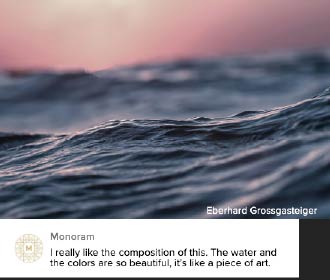 Eberhard Grossgasteiger
Monoram
M
I really like the composition of this. The water and
the colors are so beautiful, it's like a piece of art.